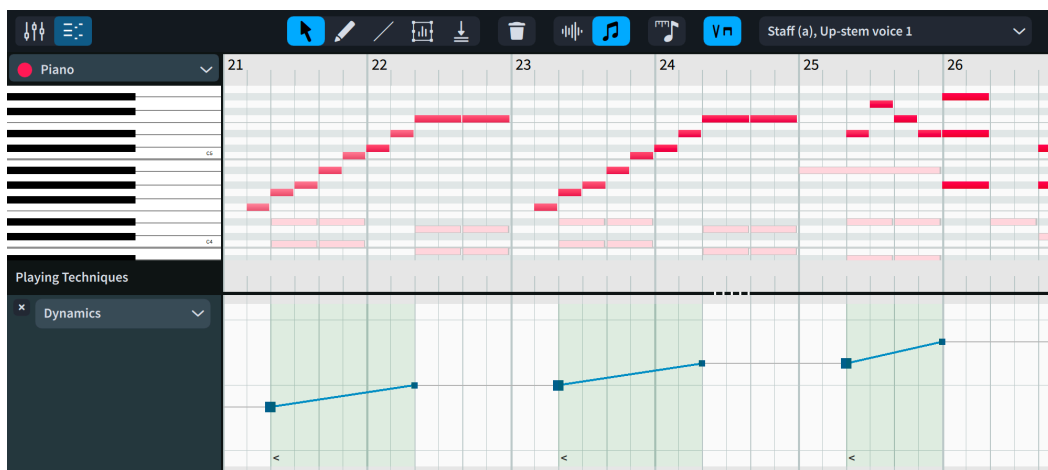 Staff (a), Up-stem voice 1
Piano
21 22 23 24 25 26
C5
C4
Playing Techniques
× Dynamics
< < <